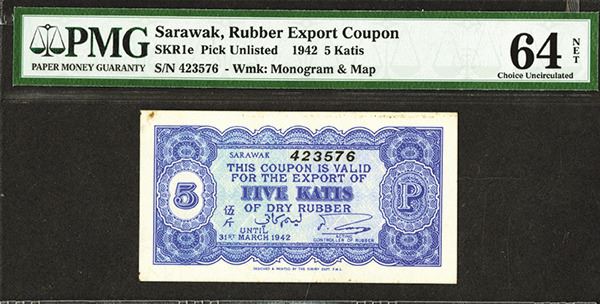 PMG
PAPER MONEY GUARANTY
Sarawak, Rubber Export Coupon
SKR1e Pick Unlisted 1942 5 Katis
S/N 423576 - Wmk: Monogram & Map
64 NET
Choice Uncirculated
SARAWAK 423576
THIS COUPON IS VALID
FOR THE EXPORT OF
5 FIVE KATIS P
OF DRY RUBBER
伍斤
UNTIL
31ST MARCH 1942
ACTING
CONTROLLER OF RUBBER